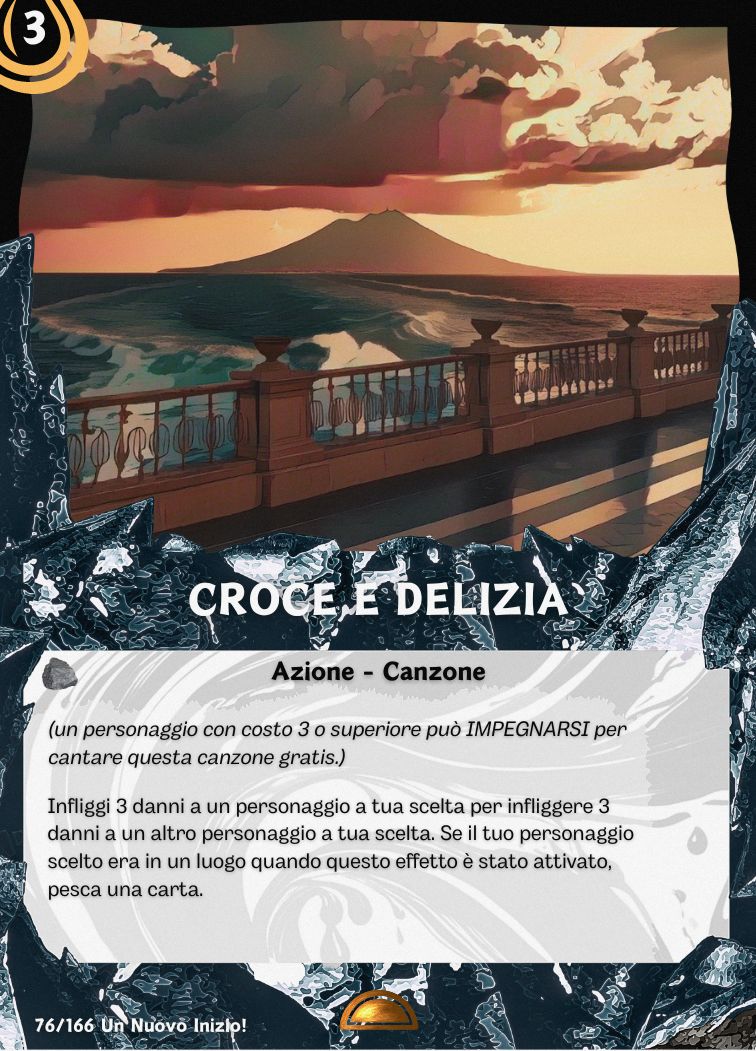 3
CROCE E DELIZIA
Azione - Canzone
(un personaggio con costo 3 o superiore può IMPEGNARSI per
cantare questa canzone gratis.)
Infliggi 3 danni a un personaggio a tua scelta per infliggere 3
danni a un altro personaggio a tua scelta. Se il tuo personaggio
scelto era in un luogo quando questo effetto è stato attivato,
pesca una carta.
76/166 Un Nuovo Inizio!